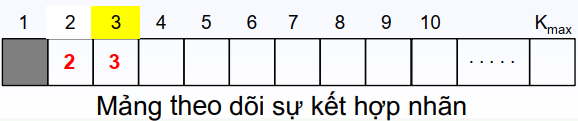 1 2 3 4 5 6 7 8 9 10 Kmax
2 3 .....
Mảng theo dõi sự kết hợp nhãn